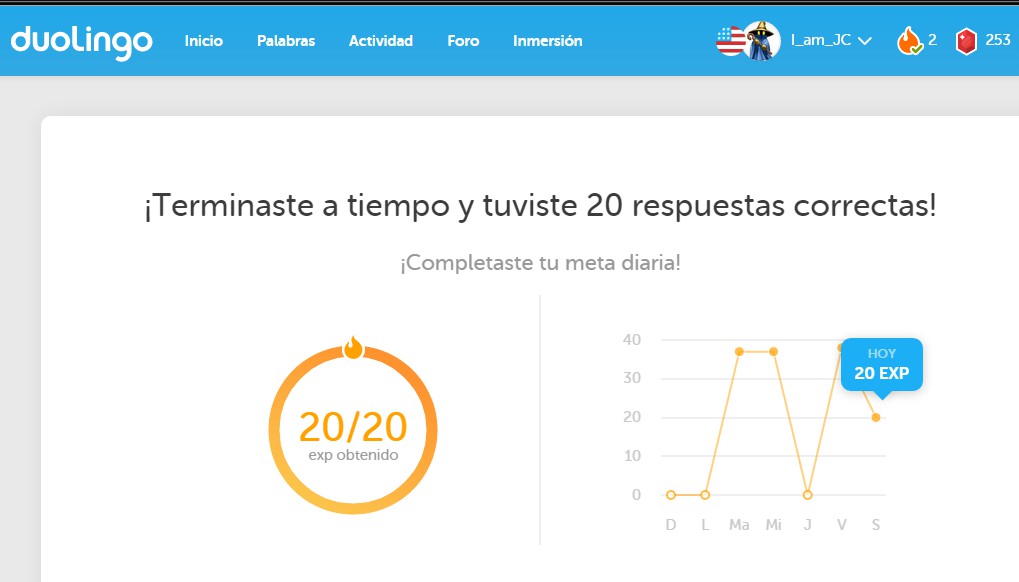 duolingo Inicio Palabras Actividad Foro Inmersión I_am_JC 2 253
¡Terminaste a tiempo y tuviste 20 respuestas correctas!
¡Completaste tu meta diaria!
20/20
exp obtenido
40
30
20
10
0
HOY
20 EXP
D L Ma Mi J V S